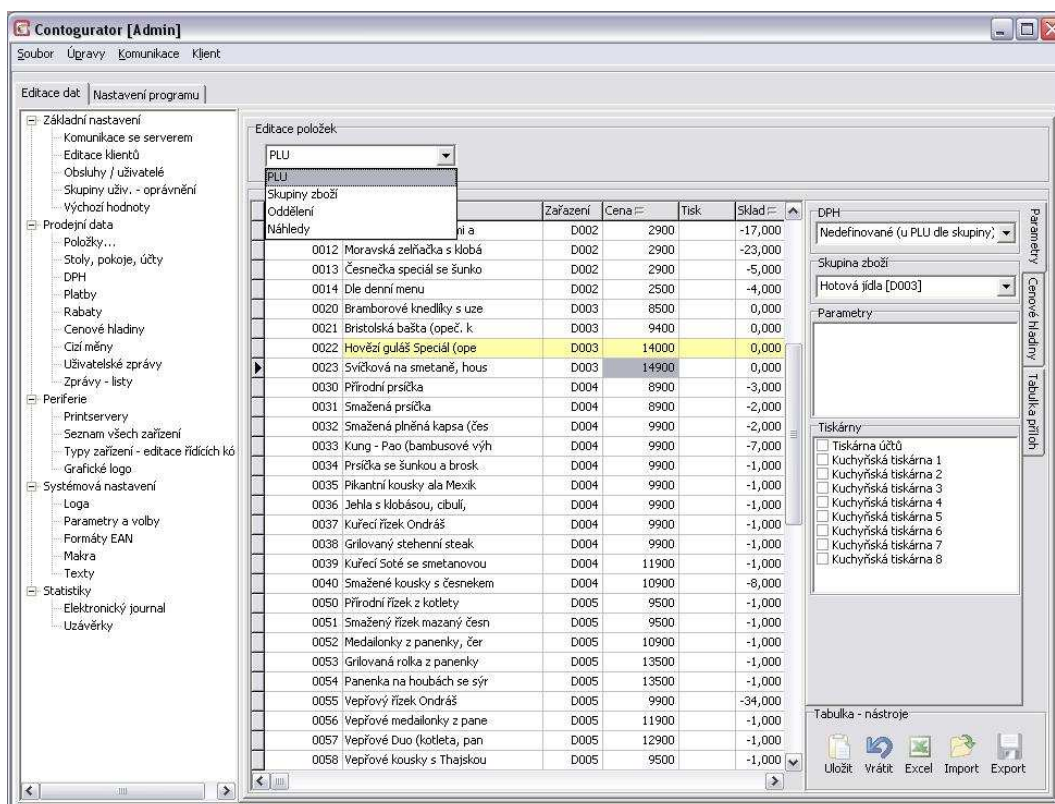 Contogurator [Admin]
Soubor Úpravy Komunikace Klient
Editace dat Nastavení programu
Základní nastavení
Komunikace se serverem
Editace klientů
Obsluhy / uživatelé
Skupiny uživ. - oprávnění
Výchozí hodnoty
Prodejní data
Položky...
Stoly, pokoje, účty
DPH
Platby
Rabaty
Cenové hladiny
Cizí měny
Uživatelské zprávy
Zprávy - listy
Periferie
Printservery
Seznam všech zařízení
Typy zařízení - editace řídících kó
Grafické logo
Systémová nastavení
Loga
Parametry a volby
Formáty EAN
Makra
Texty
Statistiky
Elektronický journal
Uzávěrky
Editace položek
PLU
PLU
Skupiny zboží
Oddělení
Náhledy
Zařazení Cena Tisk Sklad
mi a D002 2900 -17,000
0012 Moravská zelňačka s klobá D002 2900 -23,000
0013 Česnečka speciál se šunko D002 2900 -5,000
0014 Dle denní menu D002 2500 -4,000
0020 Bramborové knedlíky s uze D003 8500 0,000
0021 Bristolská bašta (opeč. k D003 9400 0,000
0022 Hovězí guláš Speciál (ope D003 14000 0,000
0023 Svíčková na smetaně, hous D003 14900 0,000
0030 Přírodní prsíčka D004 8900 -3,000
0031 Smažená prsíčka D004 8900 -2,000
0032 Smažená plněná kapsa (čes D004 9900 -2,000
0033 Kung - Pao (bambusové výh D004 9900 -7,000
0034 Prsíčka se šunkou a brosk D004 9900 -1,000
0035 Pikantní kousky ala Mexik D004 9900 -1,000
0036 Jehla s klobásou, cibulí, D004 9900 -1,000
0037 Kuřecí řízek Ondráš D004 9900 -1,000
0038 Grilovaný stehenní steak D004 9900 -1,000
0039 Kuřecí Soté se smetanovou D004 11900 -1,000
0040 Smažené kousky s česnekem D004 10900 -8,000
0050 Přírodní řízek z kotlety D005 9500 -1,000
0051 Smažený řízek mazaný česn D005 9500 -1,000
0052 Medailonky z panenky, čer D005 10900 -1,000
0053 Grilovaná rolka z panenky D005 13500 -1,000
0054 Panenka na houbách se sýr D005 13500 -1,000
0055 Vepřový řízek Ondráš D005 9900 -34,000
0056 Vepřové medailonky z pane D005 11900 -1,000
0057 Vepřové Duo (kotleta, pan D005 12900 -1,000
0058 Vepřové kousky s Thajskou D005 9500 -1,000
DPH
Nedefinované (u PLU dle skupiny)
Skupina zboží
Hotová jídla [D003]
Parametry
Tiskárny
Tiskárna účtů
Kuchyňská tiskárna 1
Kuchyňská tiskárna 2
Kuchyňská tiskárna 3
Kuchyňská tiskárna 4
Kuchyňská tiskárna 5
Kuchyňská tiskárna 6
Kuchyňská tiskárna 7
Kuchyňská tiskárna 8
Parametry
Cenové hladiny
Tabulka příloh
Tabulka - nástroje
Uložit Vrátit Excel Import Export